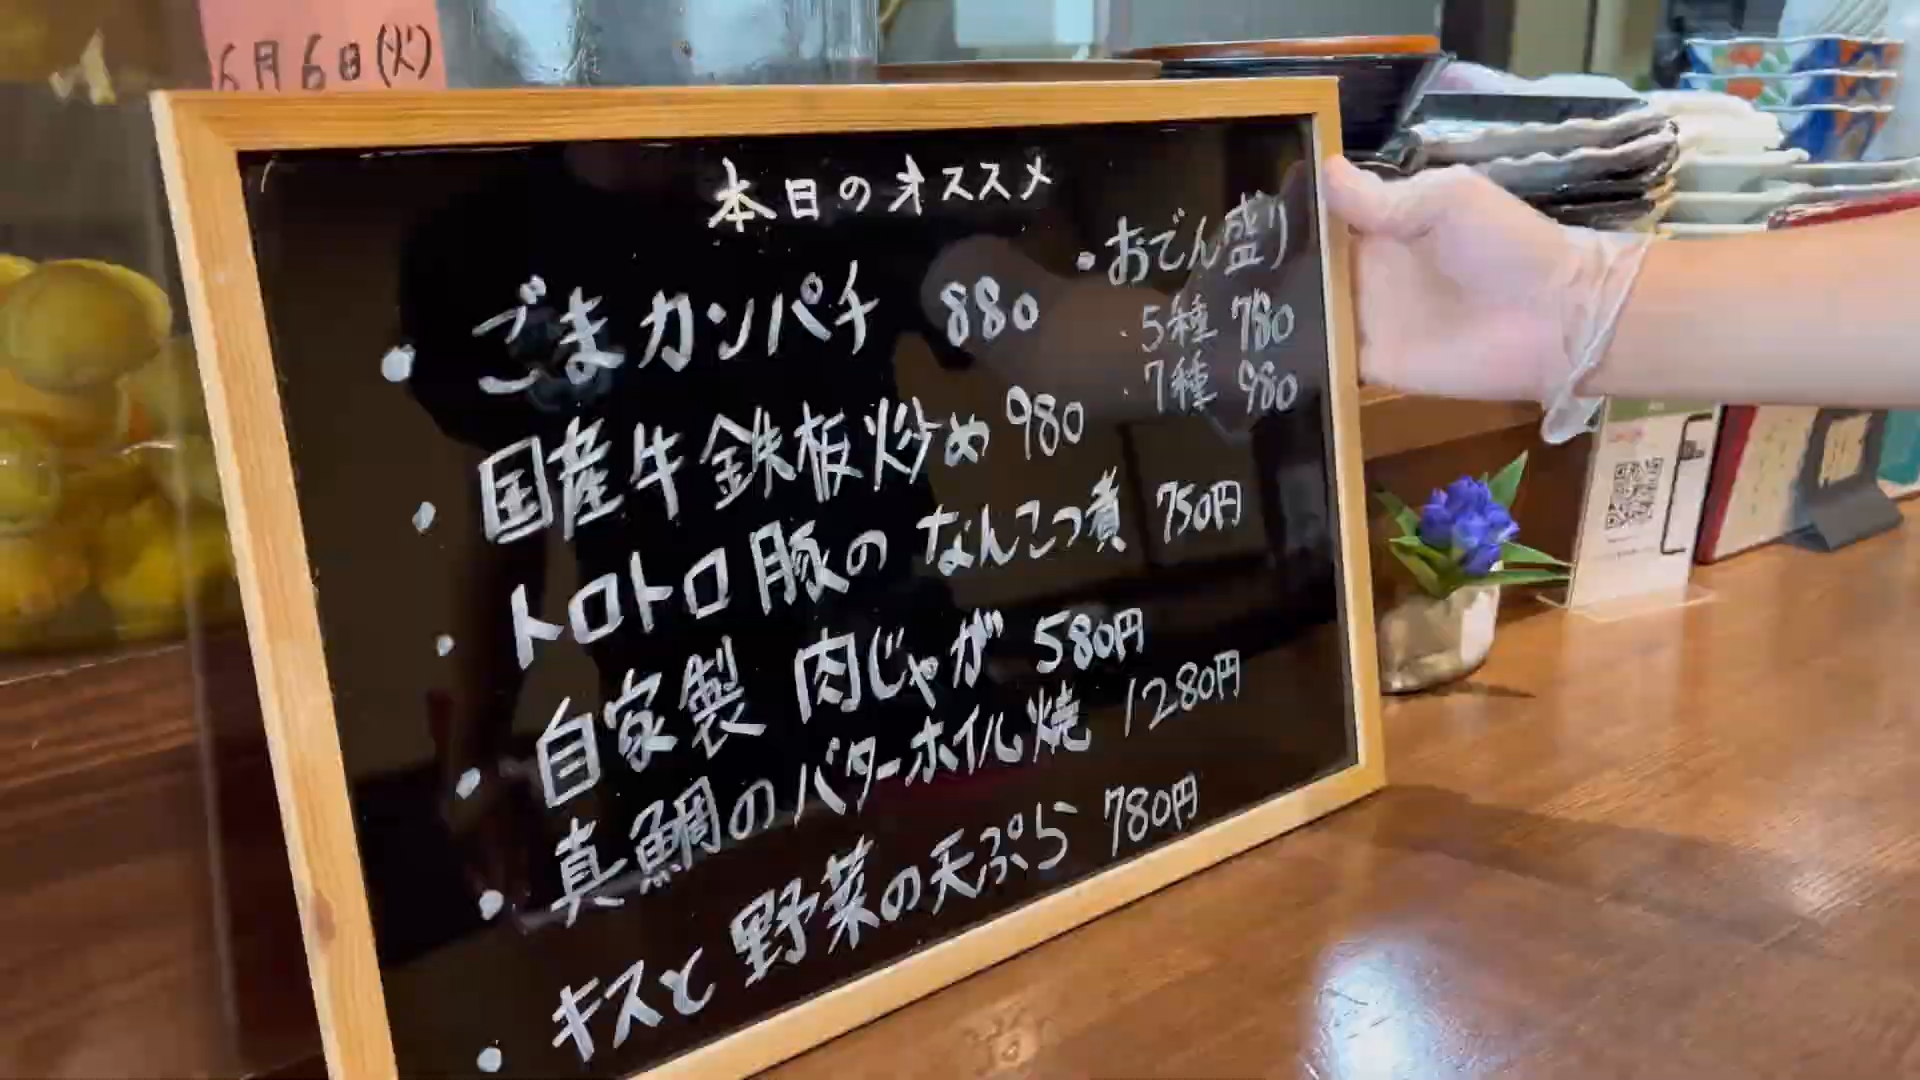 6月6日(火)
本日のオススメ
・ごまカンパチ 880
・国産牛鉄板炒め 980
・トロトロ豚のなんこつ煮 750円
・自家製 肉じゃが 580円
・真鯛のバターホイル焼 1280円
・キスと野菜の天ぷら 780円
・おでん盛り
・5種 780
・7種 980